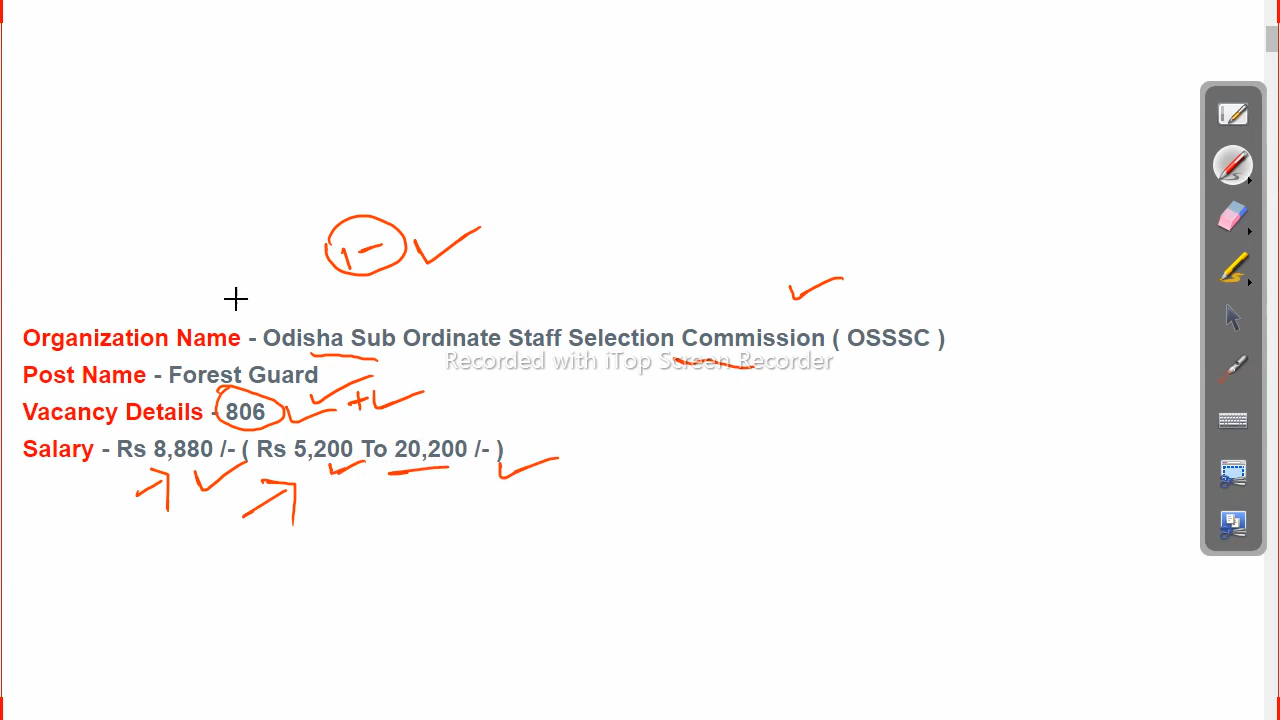 Organization Name - Odisha Sub Ordinate Staff Selection Commission ( OSSSC )
Recorded with iTop Screen Recorder
Post Name - Forest Guard
Vacancy Details - 806
Salary - Rs 8,880 /- ( Rs 5,200 To 20,200 /- )